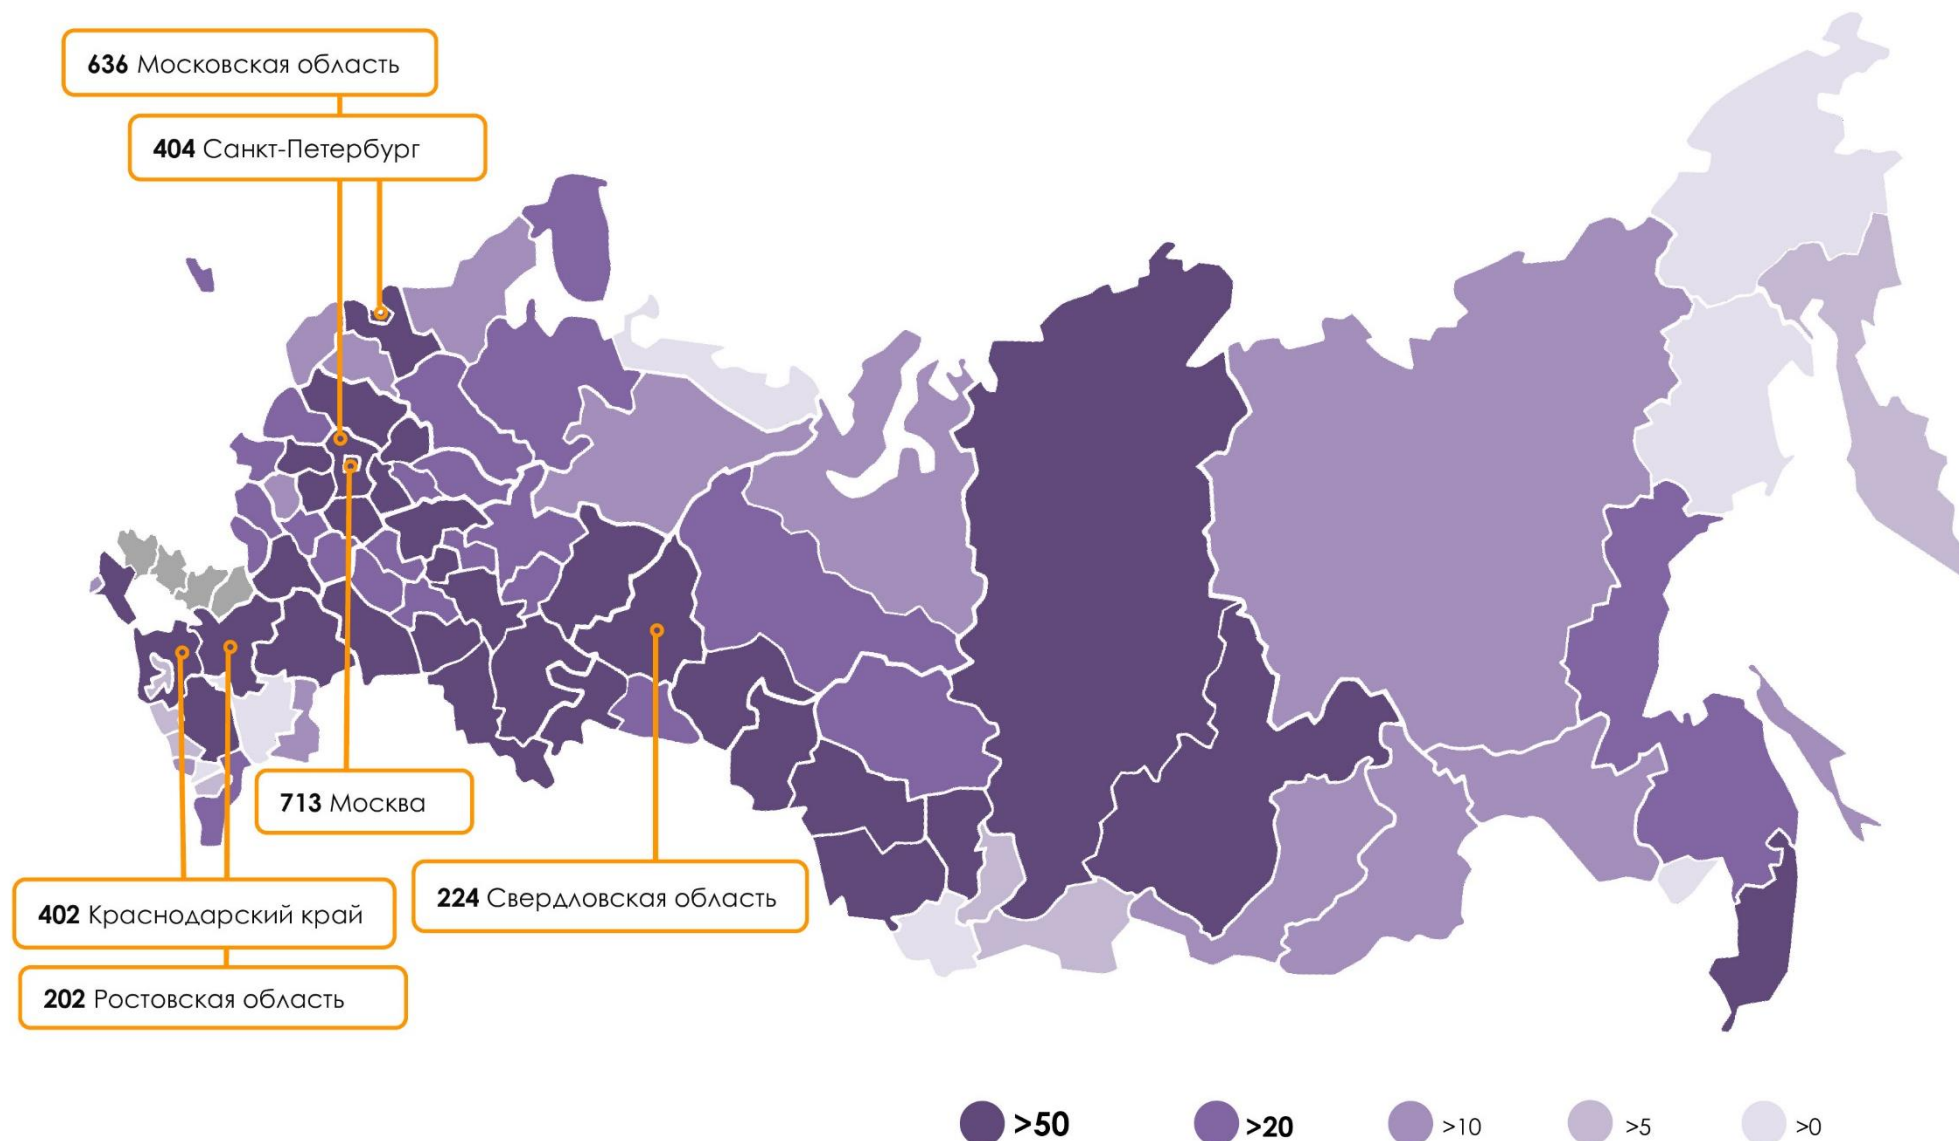 636 Московская область
404 Санкт-Петербург
713 Москва
224 Свердловская область
402 Краснодарский край
202 Ростовская область
>50 >20 >10 >5 >0